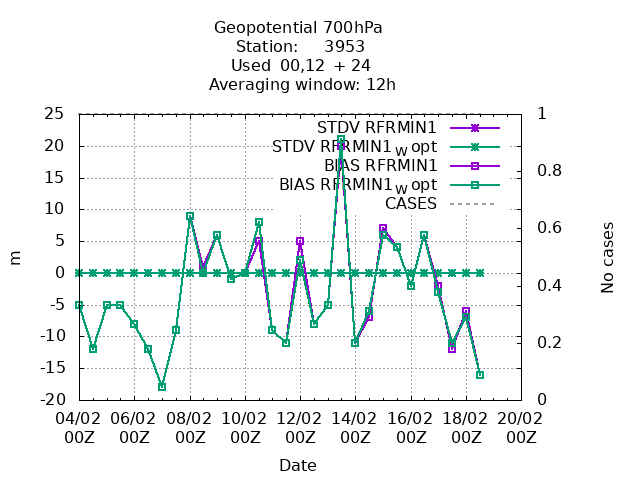 Geopotential 700hPa
Station: 3953
Used 00,12 + 24
Averaging window: 12h
25 1
20 0.8
15
10 0.6
5
0 0.4
-5
-10 0.2
-15
-20 0
m
No cases
STDV RFRMIN1
STDV RFRMIN1w opt
BIAS RFRMIN1
BIAS RFRMIN1w opt
CASES
04/02 06/02 08/02 10/02 12/02 14/02 16/02 18/02 20/02
00Z 00Z 00Z 00Z 00Z 00Z 00Z 00Z 00Z
Date